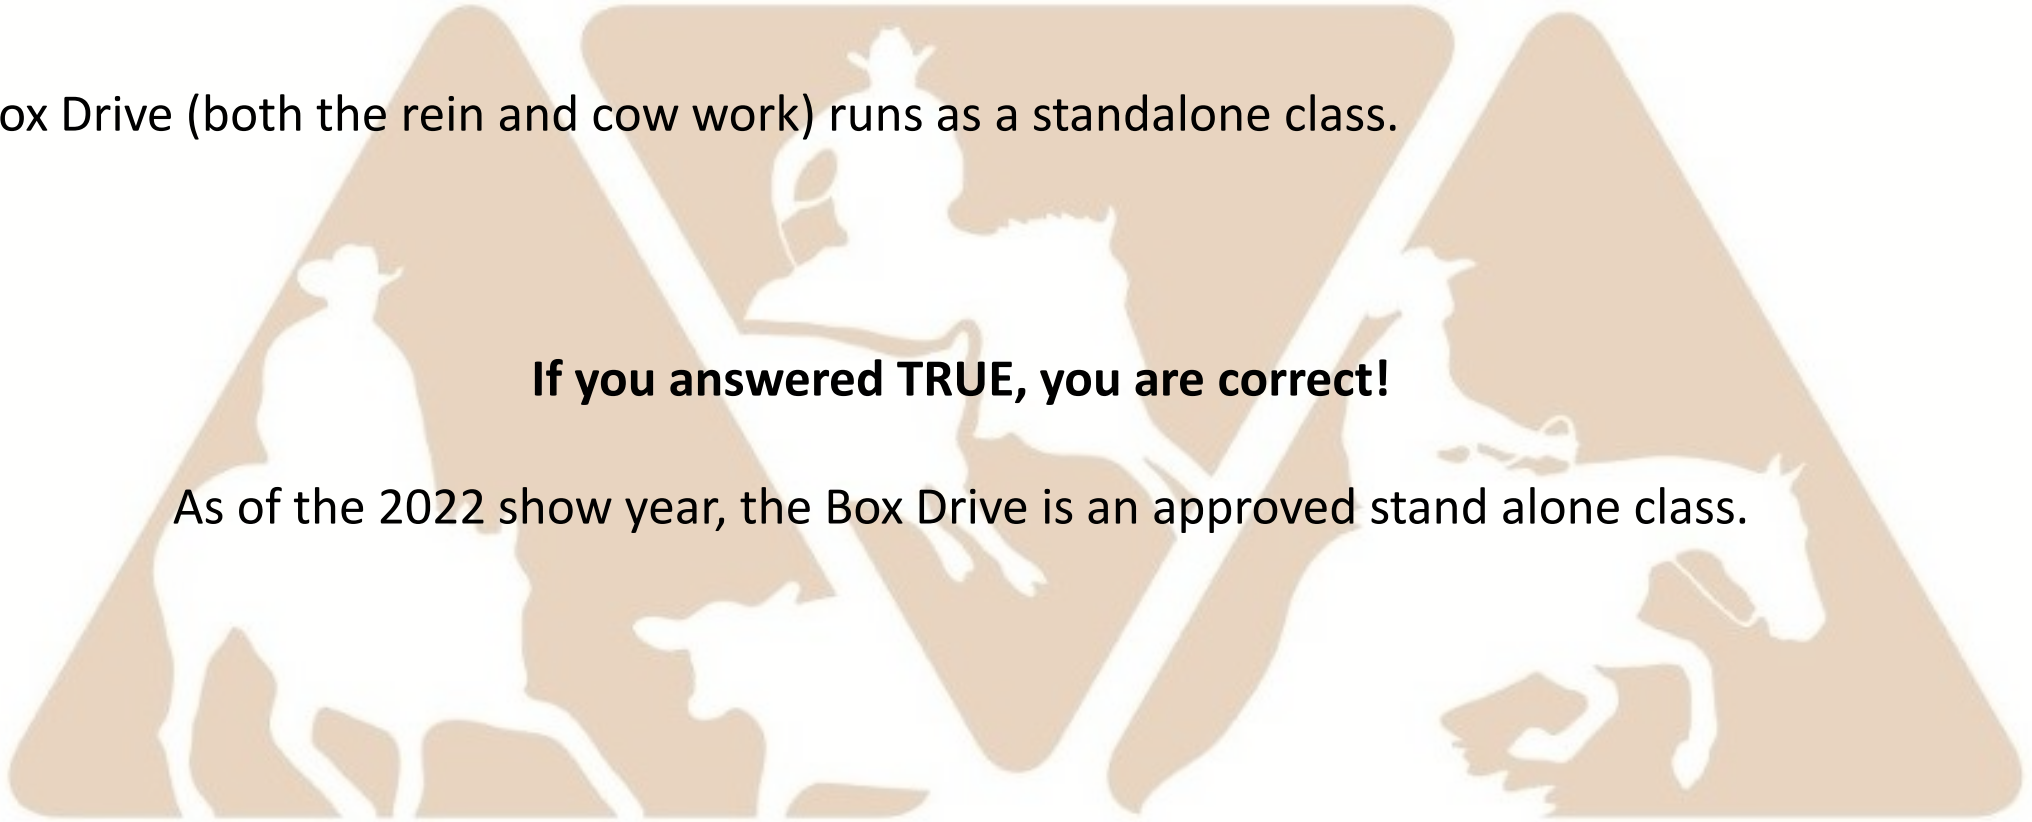 ox Drive (both the rein and cow work) runs as a standalone class.
If you answered TRUE, you are correct!
As of the 2022 show year, the Box Drive is an approved stand alone class.